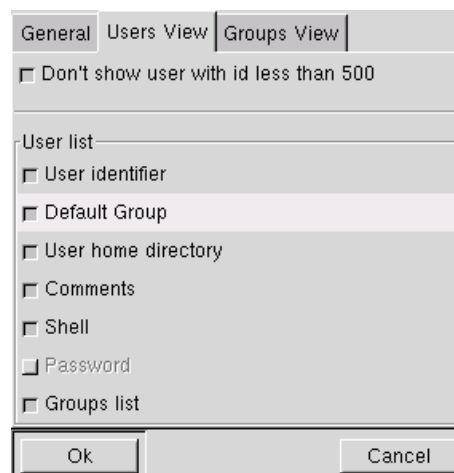 General Users View Groups View
Don't show user with id less than 500
User list
User identifier
Default Group
User home directory
Comments
Shell
Password
Groups list
Ok Cancel